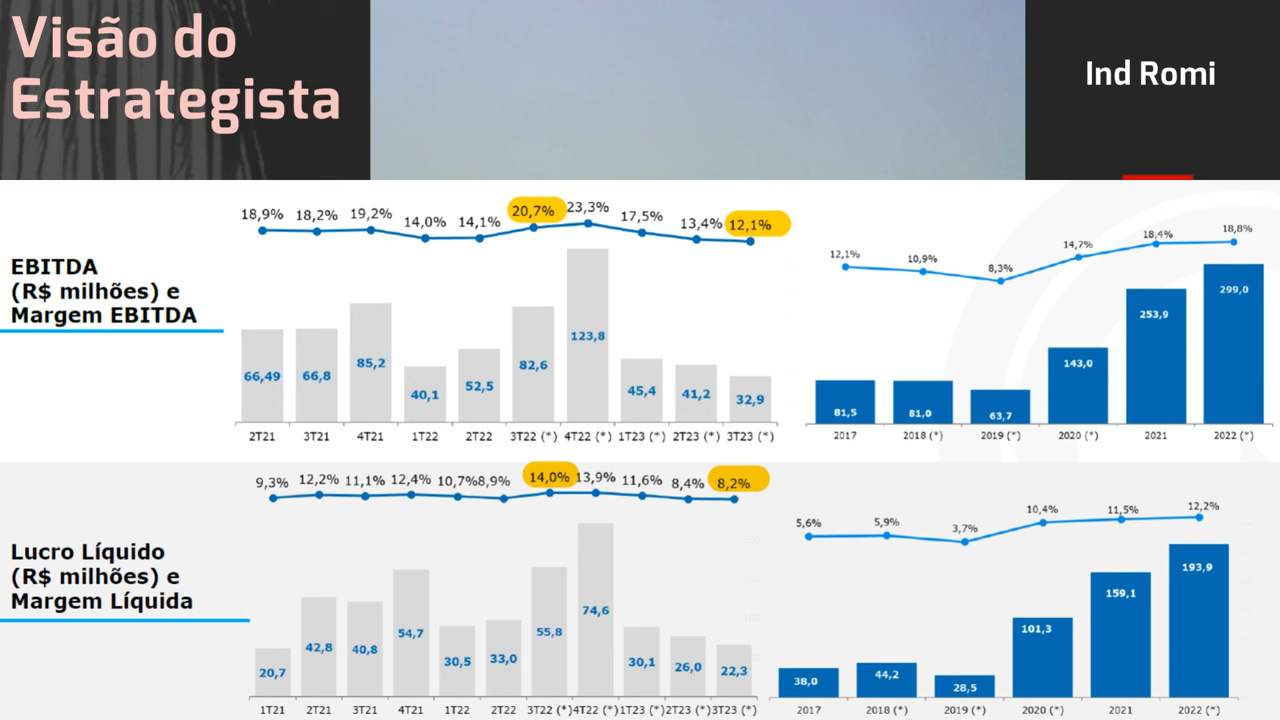 Visão do
Estrategista
Ind Romi
EBITDA
(R$ milhões) e
Margem EBITDA
18,9% 18,2% 19,2% 14,0% 14,1% 20,7% 23,3% 17,5% 13,4% 12,1%
66,49 66,8 85,2 40,1 52,5 82,6 123,8 45,4 41,2 32,9
2T21 3T21 4T21 1T22 2T22 3T22 (*) 4T22 (*) 1T23 (*) 2T23 (*) 3T23 (*)
12,1% 10,9% 8,3% 14,7% 18,4% 18,8%
81,5 81,0 63,7 143,0 253,9 299,0
2017 2018 (*) 2019 (*) 2020 (*) 2021 2022 (*)
Lucro Líquido
(R$ milhões) e
Margem Líquida
9,3% 12,2% 11,1% 12,4% 10,7% 8,9% 14,0% 13,9% 11,6% 8,4% 8,2%
20,7 42,8 40,8 54,7 30,5 33,0 55,8 74,6 30,1 26,0 22,3
1T21 2T21 3T21 4T21 1T22 2T22 3T22 (*) 4T22 (*) 1T23 (*) 2T23 (*) 3T23 (*)
5,6% 5,9% 3,7% 10,4% 11,5% 12,2%
38,0 44,2 28,5 101,3 159,1 193,9
2017 2018 (*) 2019 (*) 2020 (*) 2021 2022 (*)